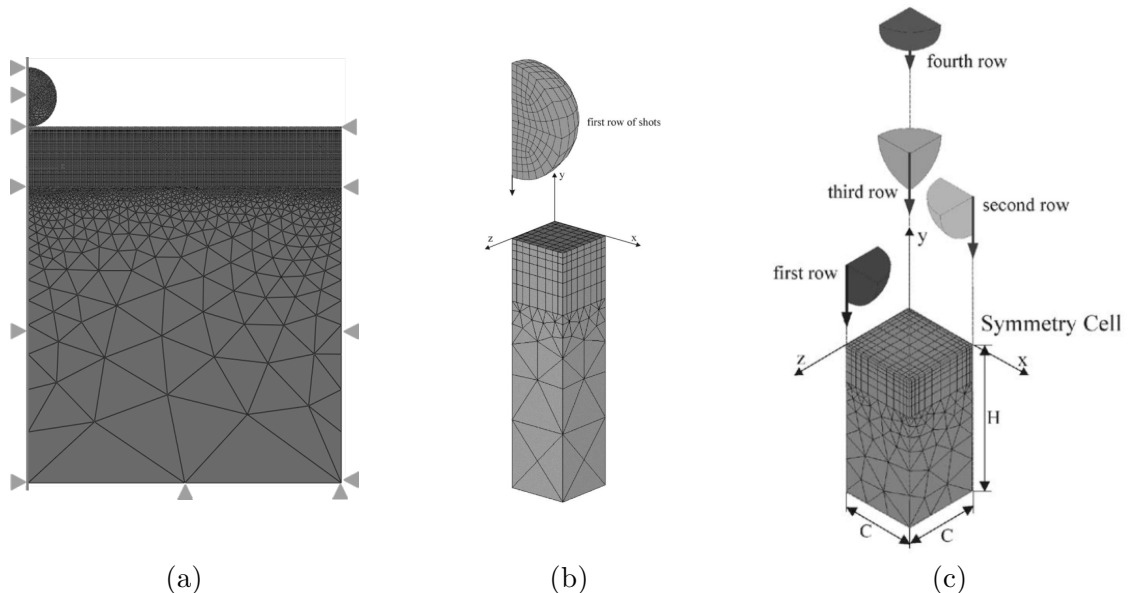 first row of shots
y
z
x
(a)
(b)
fourth row
third row
second row
y
first row
Symmetry Cell
z
x
H
C
C
(c)